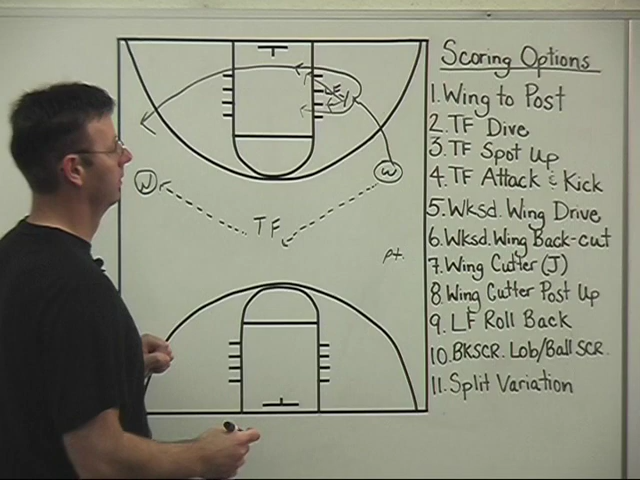 Scoring Options
1. Wing to Post
2. TF Dive
3. TF Spot Up
4. TF Attack & Kick
5. Wksd. Wing Drive
6. Wksd. Wing Back-cut
7. Wing Cutter (J)
8. Wing Cutter Post Up
9. LF Roll Back
10. BKSCR. Lob/Ball SCR.
11. Split Variation
W
W
TF
pt.